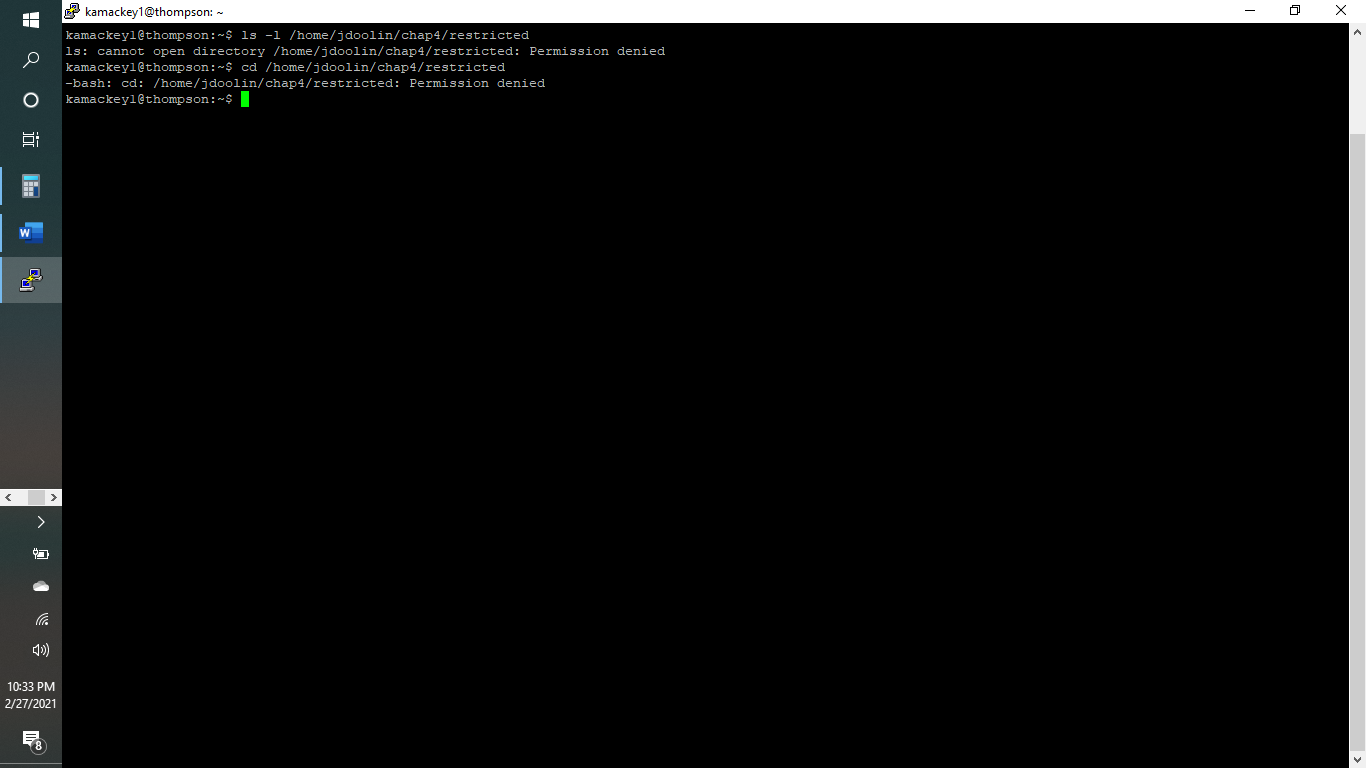 kamackey1@thompson: ~
kamackey1@thompson:~$ ls -l /home/jdoolin/chap4/restricted
ls: cannot open directory /home/jdoolin/chap4/restricted: Permission denied
kamackey1@thompson:~$ cd /home/jdoolin/chap4/restricted
-bash: cd: /home/jdoolin/chap4/restricted: Permission denied
kamackey1@thompson:~$
W
10:33 PM
2/27/2021
8